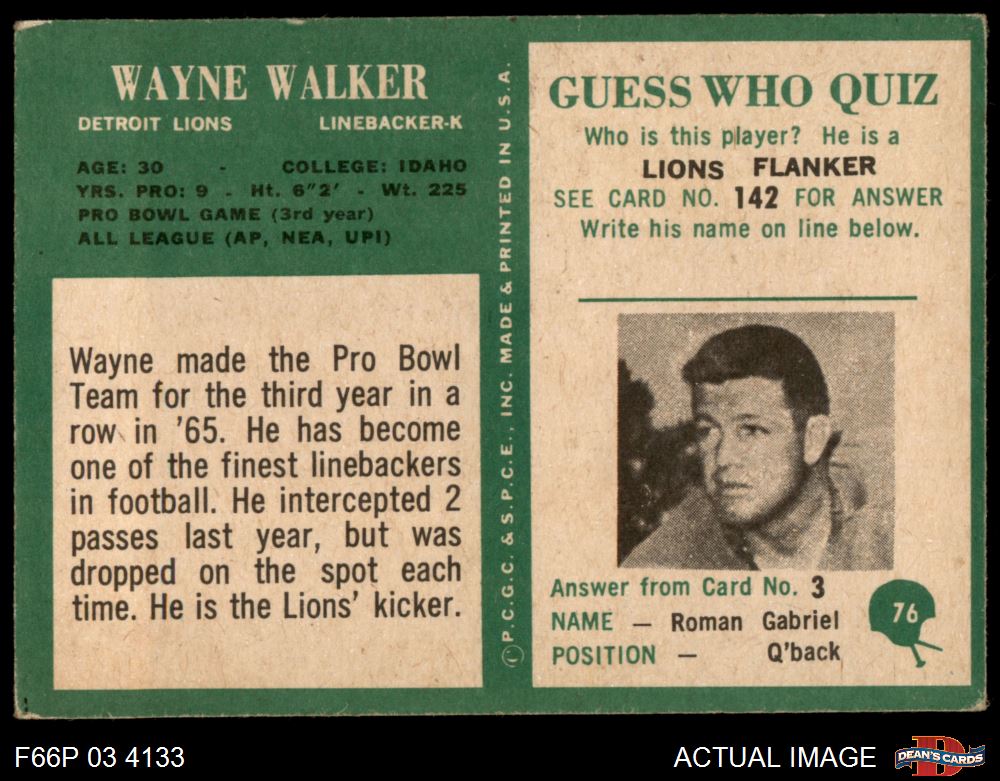 WAYNE WALKER
DETROIT LIONS LINEBACKER-K
AGE: 30 - COLLEGE: IDAHO
YRS. PRO: 9 - Ht. 6"2' - Wt. 225
PRO BOWL GAME (3rd year)
ALL LEAGUE (AP, NEA, UPI)
Wayne made the Pro Bowl
Team for the third year in a
row in '65. He has become
one of the finest linebackers
in football. He intercepted 2
passes last year, but was
dropped on the spot each
time. He is the Lions' kicker.
Ⓒ P.C.G.C. & S.P.C.E., INC. MADE & PRINTED IN U.S.A.
GUESS WHO QUIZ
Who is this player? He is a
LIONS FLANKER
SEE CARD NO. 142 FOR ANSWER
Write his name on line below.
Answer from Card No. 3
NAME — Roman Gabriel
POSITION — Q'back
76
F66P 03 4133
ACTUAL IMAGE
D
DEAN'S CARDS